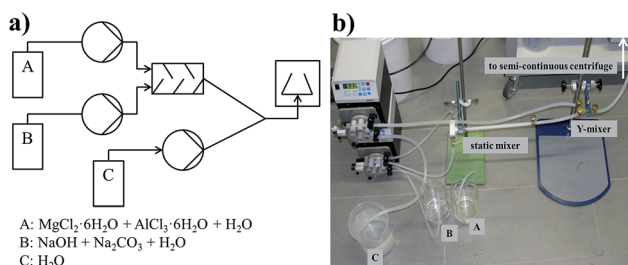 a)
A
B
C
A: MgCl₂·6H₂O + AlCl₃·6H₂O + H₂O
B: NaOH + Na₂CO₃ + H₂O
C: H₂O
b)
to semi-continuous centrifuge
Y-mixer
static mixer
A
B
C